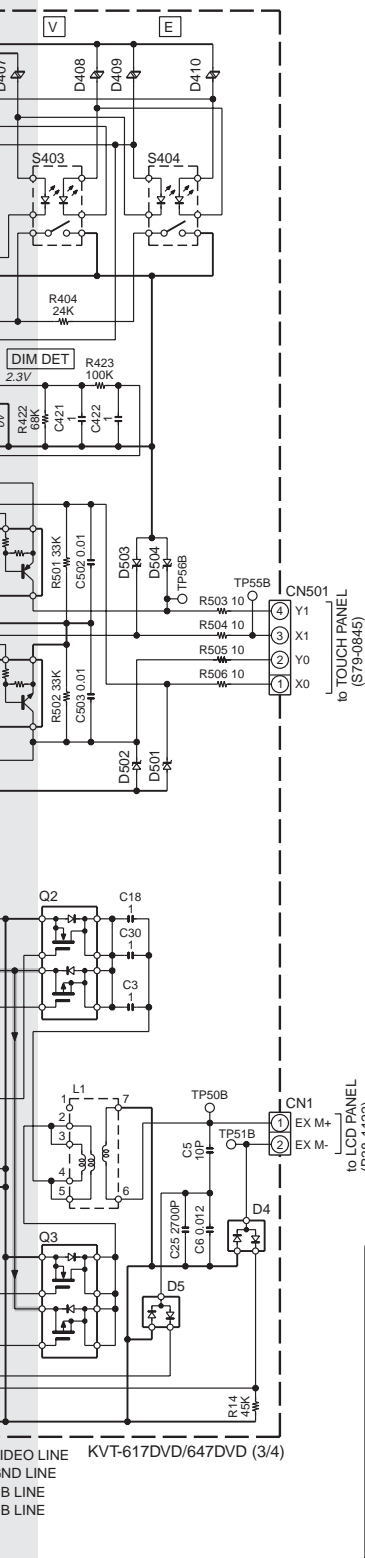 V E
D407 D408 D409 D410
S403 S404
R404
24K
DIM DET
2.3V
R423
100K
R422
68K
C421
1
C422
1
0V
R501 33K
C502 0.01
D503
D504
TP56B
TP55B
CN501
R503 10
4 Y1
R504 10
3 X1
R505 10
2 Y0
R506 10
1 X0
to TOUCH PANEL
(S79-0845)
R502 33K
C503 0.01
D502
D501
Q2
C18
1
C30
1
C3
1
L1
1
2
3
4
5
7
6
TP50B
CN1
1 EX M+
TP51B
2 EX M-
to LCD PANEL
C5
10P
C25 2700P
C6 0.012
D4
Q3
D5
R14
45K
IDEO LINE
KVT-617DVD/647DVD (3/4)
GND LINE
B LINE
B LINE